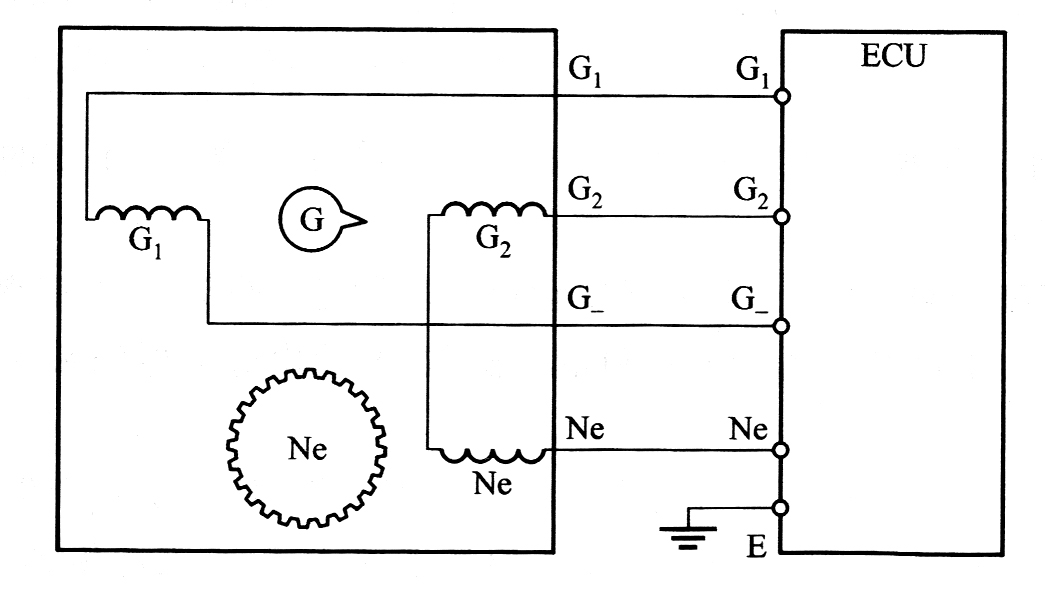 ECU
G₁ G₁
G₂ G₂
G
G₁ G₂
G_ G_
Ne Ne
Ne
Ne
E